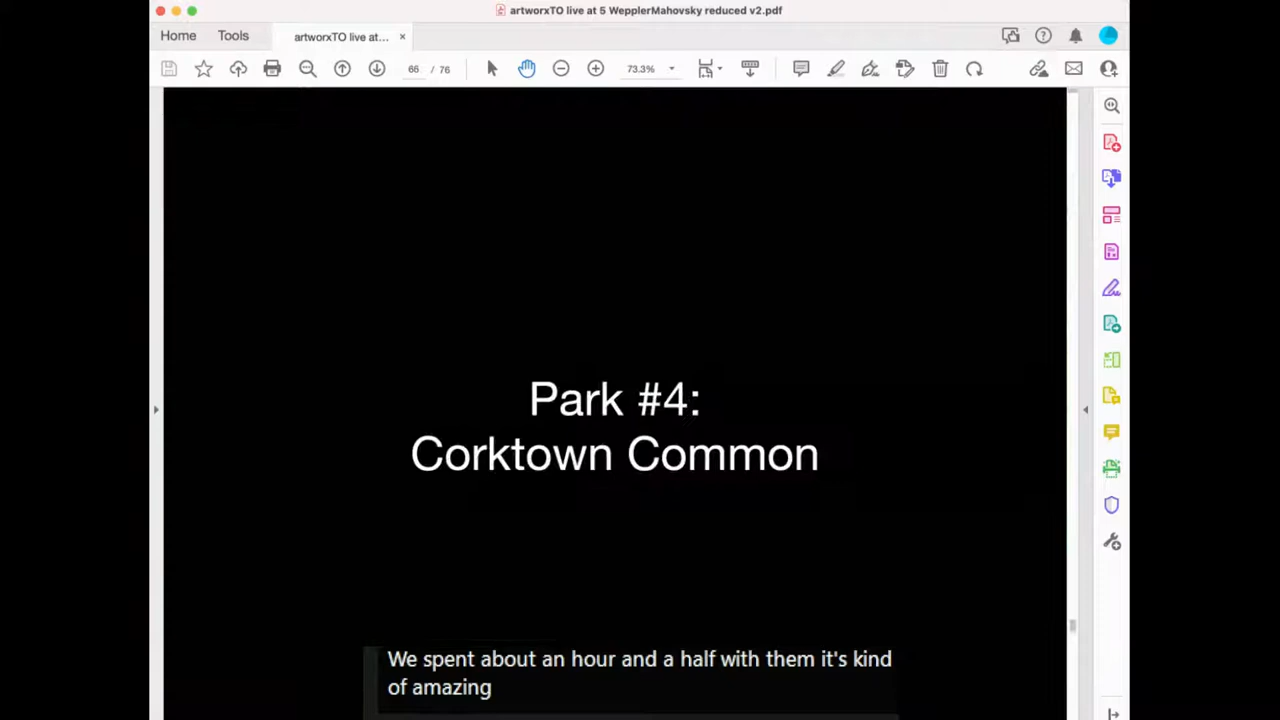 artworxTO live at 5 WepplerMahovsky reduced v2.pdf
Home Tools artworxTO live at... ×
66 / 76 73.3%
Park #4:
Corktown Common
We spent about an hour and a half with them it's kind
of amazing